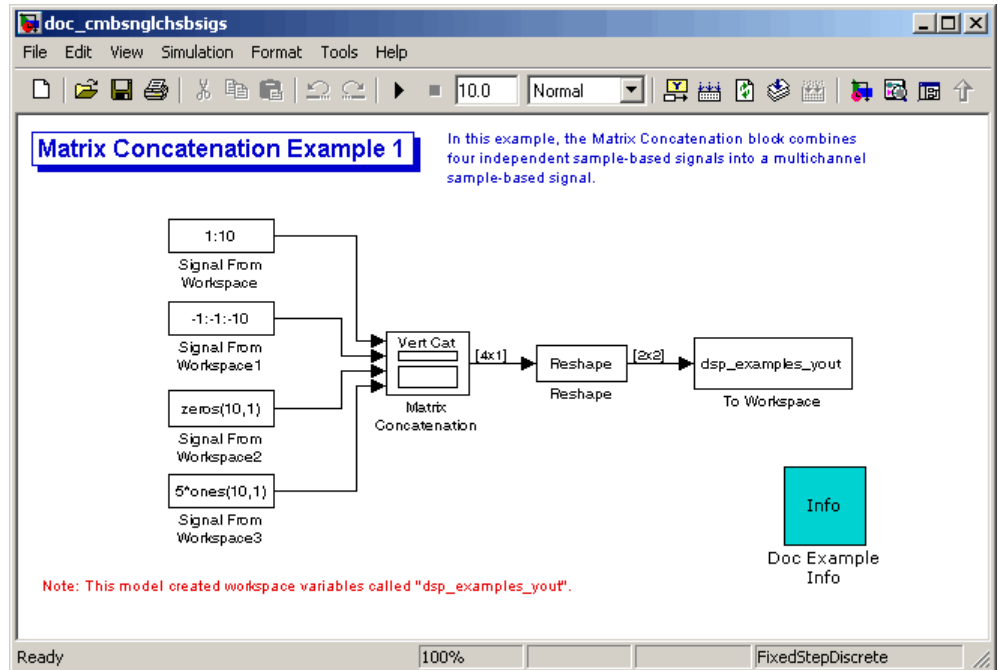 doc_cmbsnglchsbsigs
File Edit View Simulation Format Tools Help
10.0 Normal
Matrix Concatenation Example 1
In this example, the Matrix Concatenation block combines
four independent sample-based signals into a multichannel
sample-based signal.
1:10
Signal From
Workspace
-1:-1:-10
Signal From
Workspace1
zeros(10,1)
Signal From
Workspace2
5*ones(10,1)
Signal From
Workspace3
Vert Cat
Matrix
Concatenation
[4x1]
Reshape
Reshape
[2x2]
dsp_examples_yout
To Workspace
Info
Doc Example
Info
Note: This model created workspace variables called "dsp_examples_yout".
Ready 100% FixedStepDiscrete